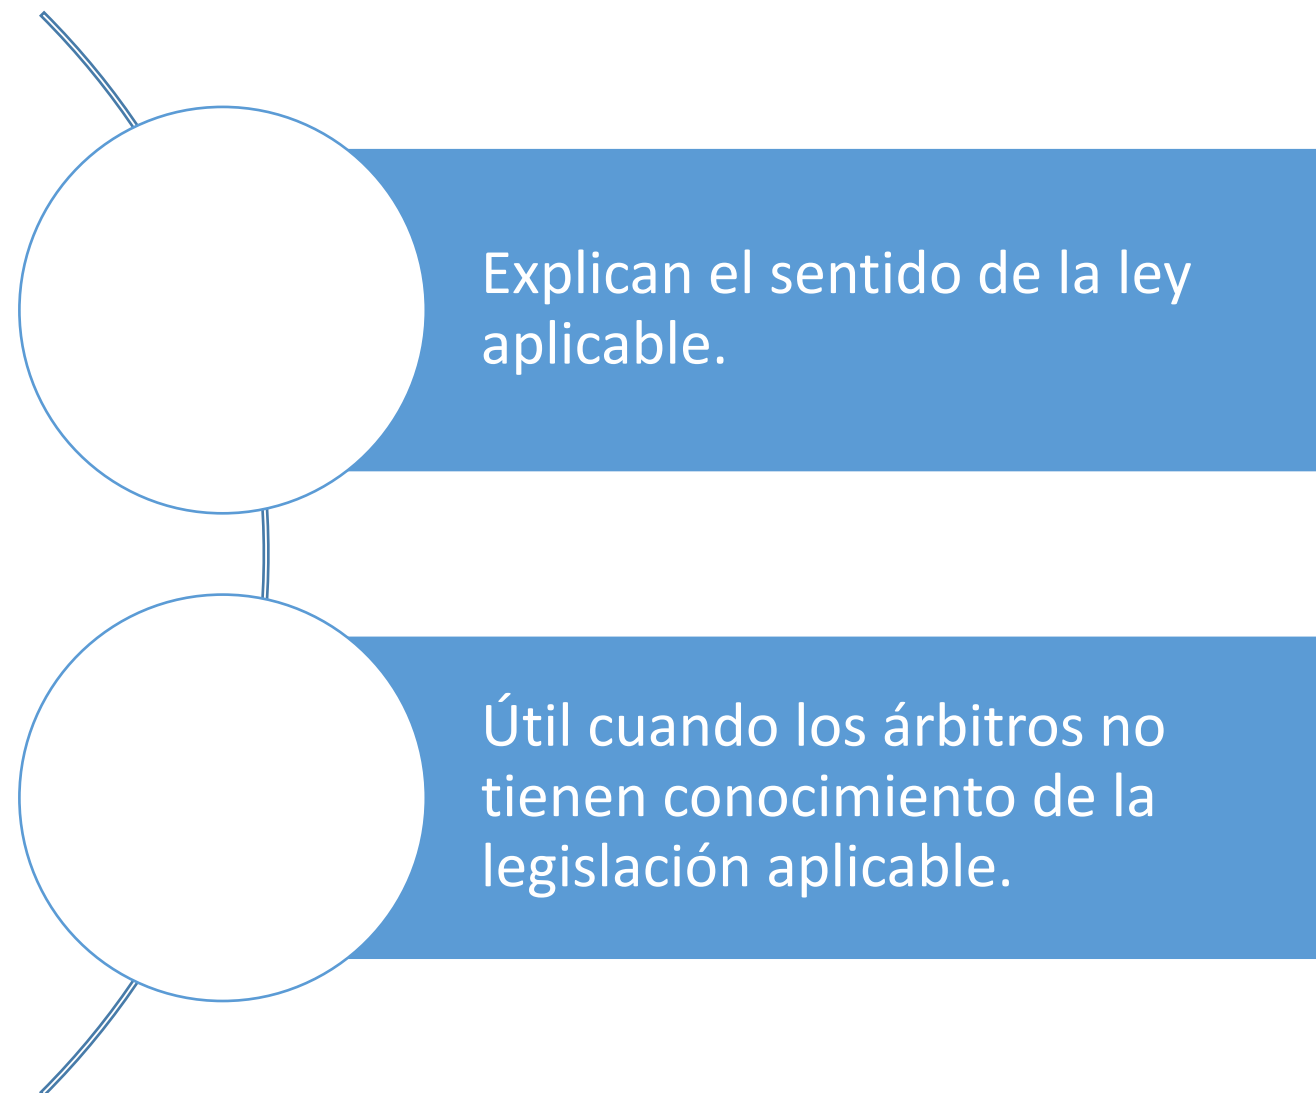 Explican el sentido de la ley
aplicable.
Útil cuando los árbitros no
tienen conocimiento de la
legislación aplicable.